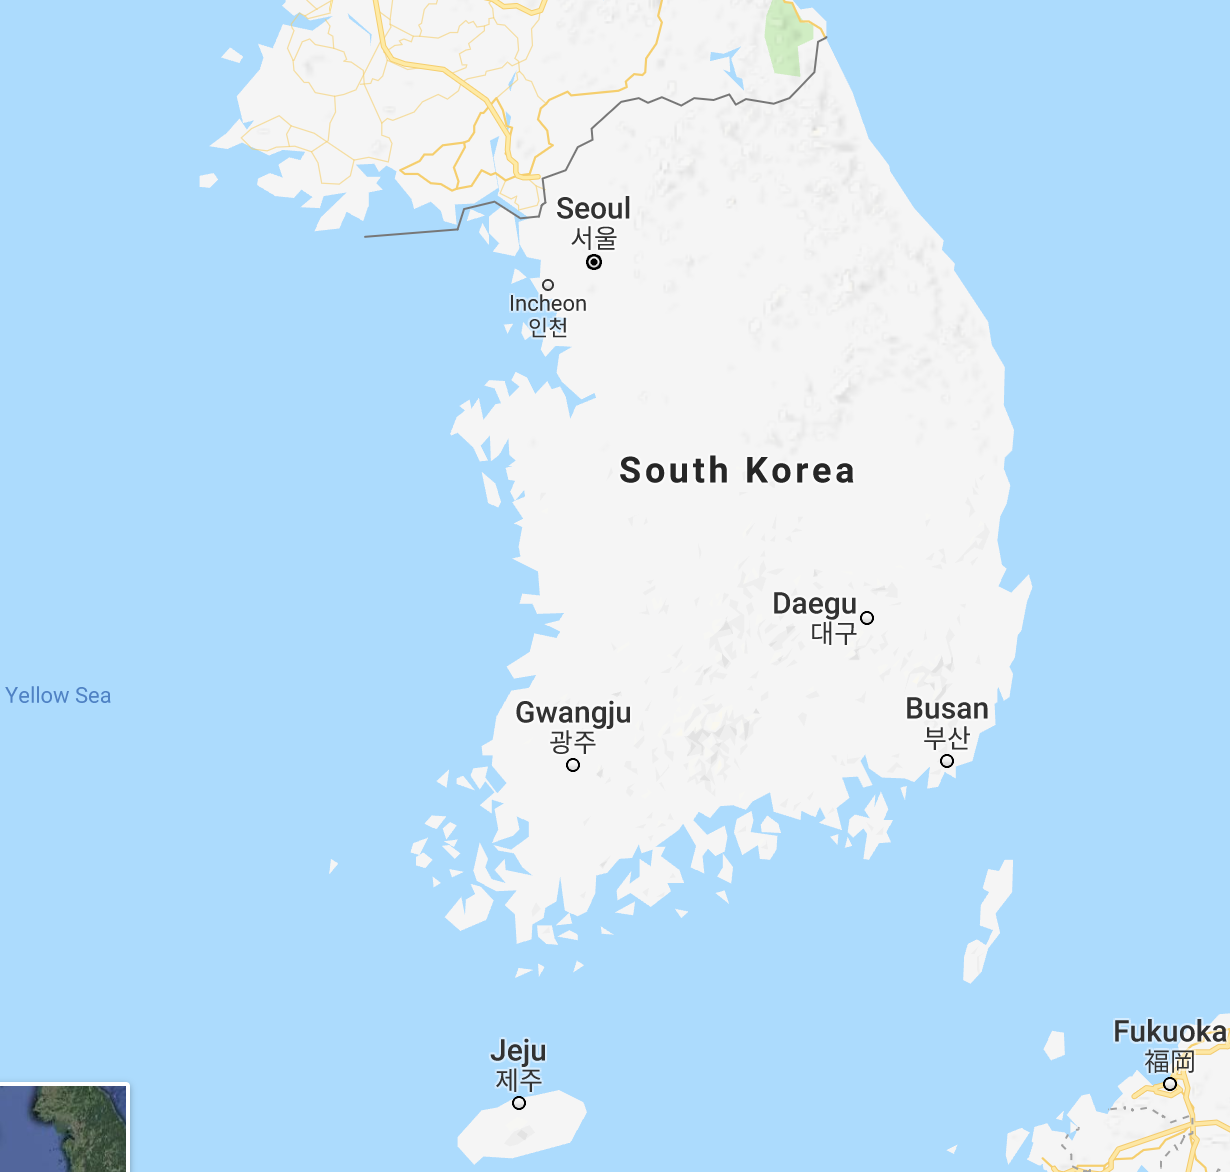 Seoul
서울
Incheon
인천
South Korea
Daegu
대구
Yellow Sea
Gwangju
광주
Busan
부산
Fukuoka
福岡
Jeju
제주